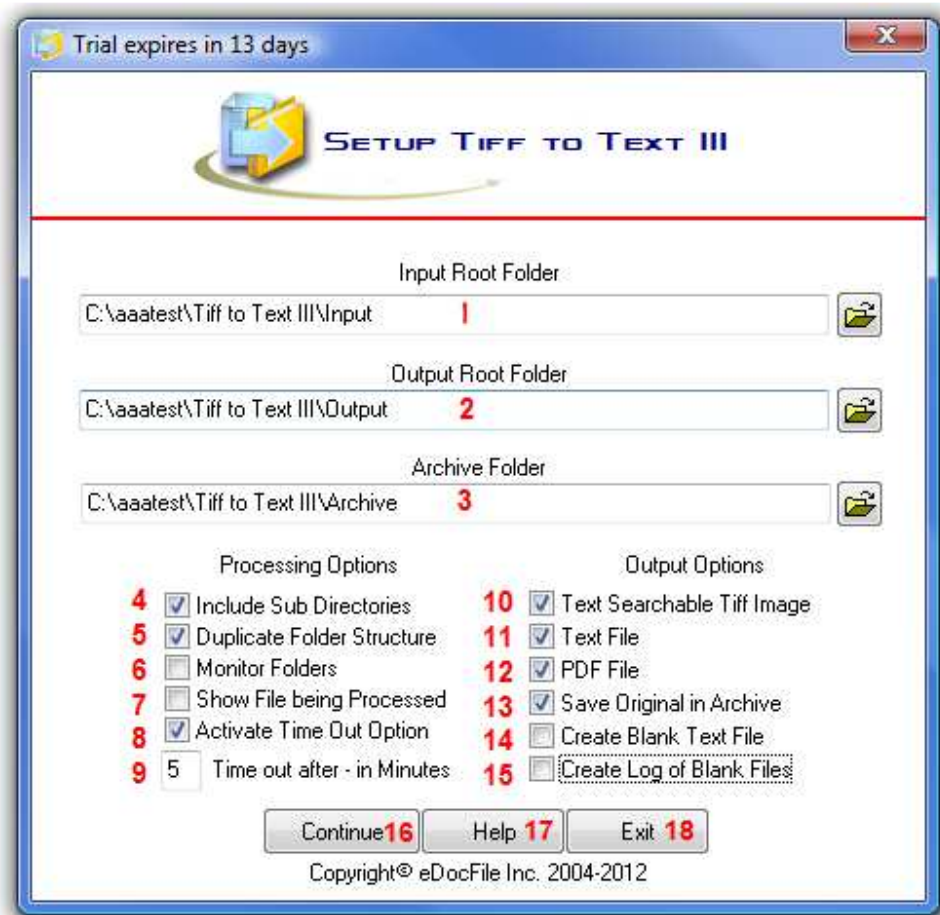 Trial expires in 13 days
SETUP TIFF TO TEXT III
Input Root Folder
C:\aaatest\Tiff to Text III\Input 1
Output Root Folder
C:\aaatest\Tiff to Text III\Output 2
Archive Folder
C:\aaatest\Tiff to Text III\Archive 3
Processing Options
4 Include Sub Directories
5 Duplicate Folder Structure
6 Monitor Folders
7 Show File being Processed
8 Activate Time Out Option
9 5 Time out after - in Minutes
Output Options
10 Text Searchable Tiff Image
11 Text File
12 PDF File
13 Save Original in Archive
14 Create Blank Text File
15 Create Log of Blank Files
Continue 16 Help 17 Exit 18
Copyright© eDocFile Inc. 2004-2012